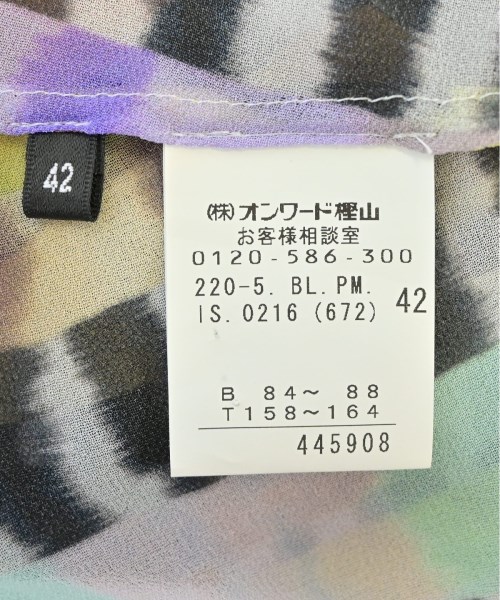 42
(株)オンワード樫山
お客様相談室
0120-586-300
220-5. BL. PM.
IS. 0216 (672) 42
B 84～ 88
T 158～164
445908